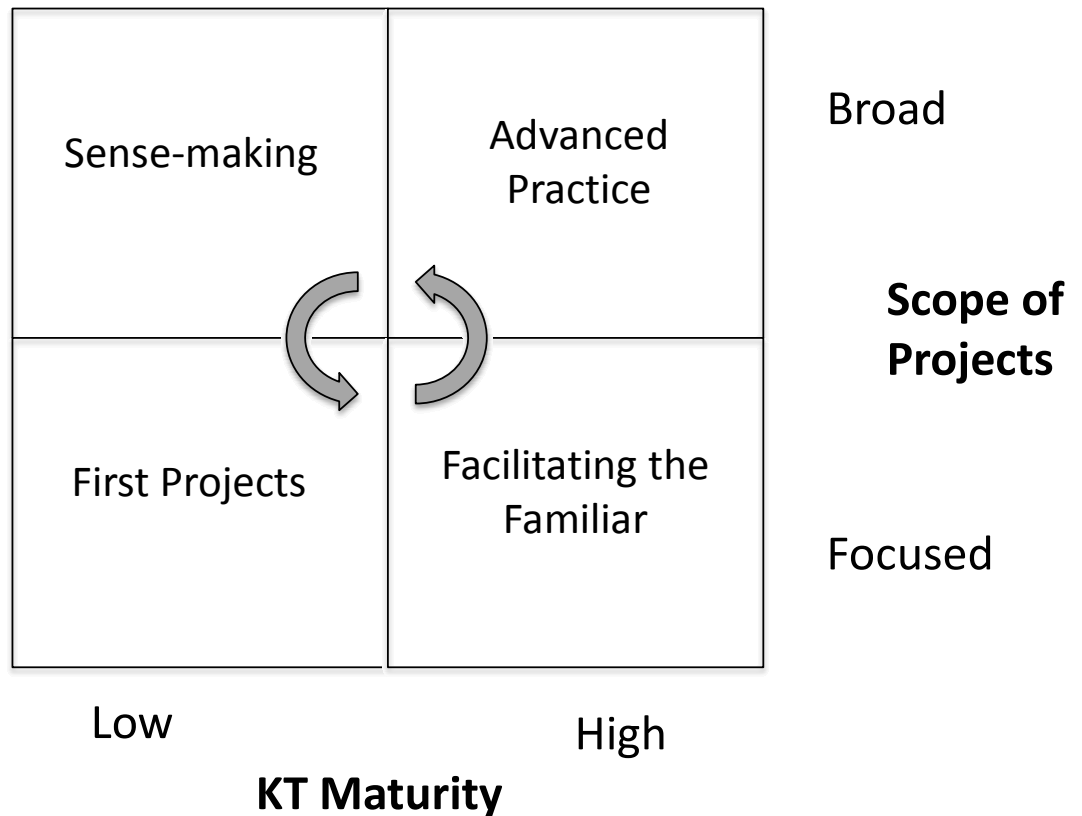 Sense-making
Advanced
Practice
Broad
Scope of
Projects
First Projects
Facilitating the
Familiar
Focused
Low
High
KT Maturity